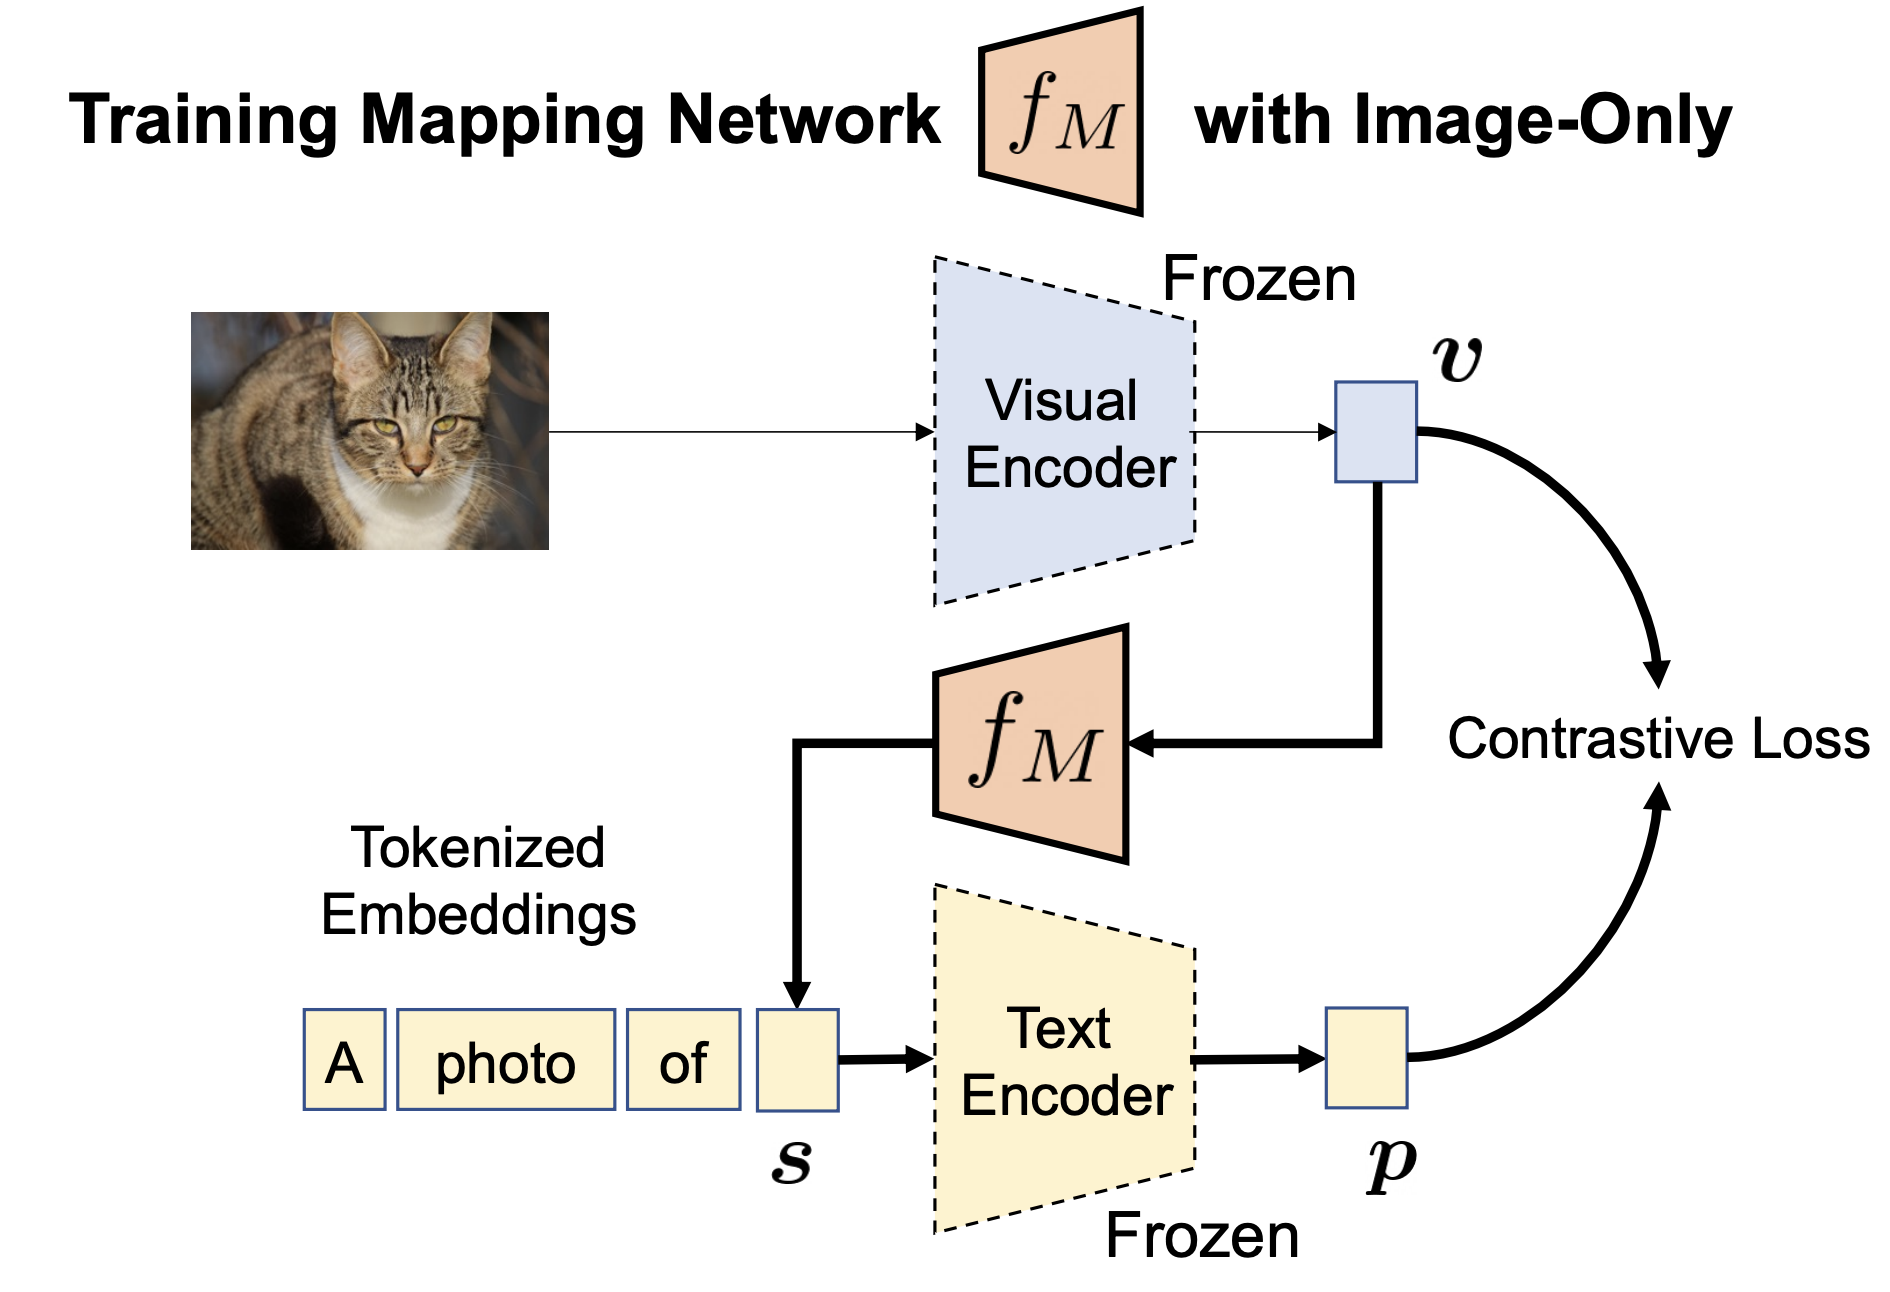 Training Mapping Network f_M with Image-Only
Frozen
v
Visual
Encoder
f_M
Contrastive Loss
Tokenized
Embeddings
A photo of
s
Text
Encoder
p
Frozen